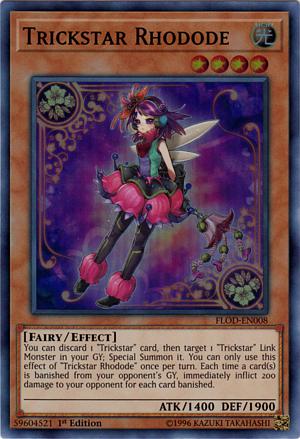 TRICKSTAR RHODODE
FLOD-EN008
[FAIRY/EFFECT]
You can discard 1 "Trickstar" card, then target 1 "Trickstar" Link
Monster in your GY; Special Summon it. You can only use this
effect of "Trickstar Rhodode" once per turn. Each time a card(s)
is banished from your opponent's GY, immediately inflict 200
damage to your opponent for each card banished.
ATK/1400 DEF/1900
59604521 1st Edition ©1996 KAZUKI TAKAHASHI